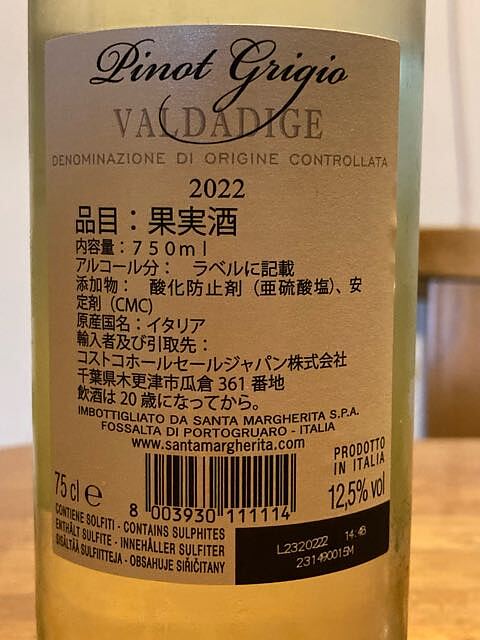 Pinot Grigio
VALDADIGE
DENOMINAZIONE DI ORIGINE CONTROLLATA
2022
品目：果実酒
内容量：７５０ｍｌ
アルコール分： ラベルに記載
添加物： 酸化防止剤（亜硫酸塩）、安
定剤（CMC）
原産国名：イタリア
輸入者及び引取先：
コストコホールセールジャパン株式会社
千葉県木更津市瓜倉 361 番地
飲酒は 20 歳になってから。
IMBOTTIGLIATO DA SANTA MARGHERITA S.P.A.
FOSSALTA DI PORTOGRUARO - ITALIA
www.santamargherita.com
75 cl e
8 003930 111114
PRODOTTO
IN ITALIA
12,5% vol
CONTIENE SOLFITI - CONTAINS SULPHITES
ENTHÄLT SULFITE - INNEHÅLLER SULFITER
SISÄLTÄÄ SULFIITTEJA - OBSAHUJE SIŘIČITANY
L2320222 14:48
231490015M